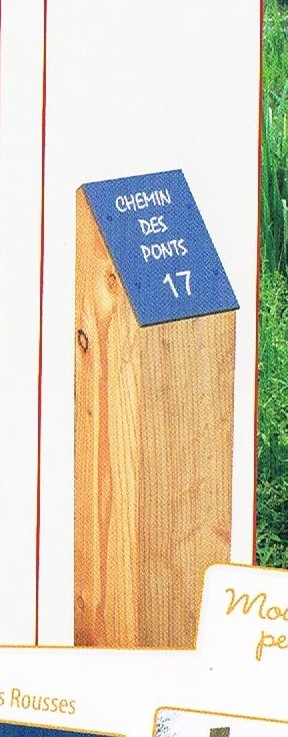 CHEMIN
DES
PONTS
17
Rousses